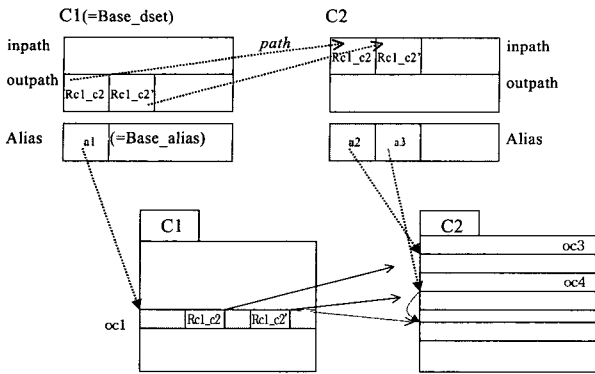 C1(=Base_dset)
C2
inpath
path
inpath
outpath
Rc1_c2 Rc1_c2'
Rc1_c2 Rc1_c2'
outpath
Alias
a1 (=Base_alias)
a2 a3
Alias
C1
C2
oc3
oc4
oc1
Rc1_c2 Rc1_c2'